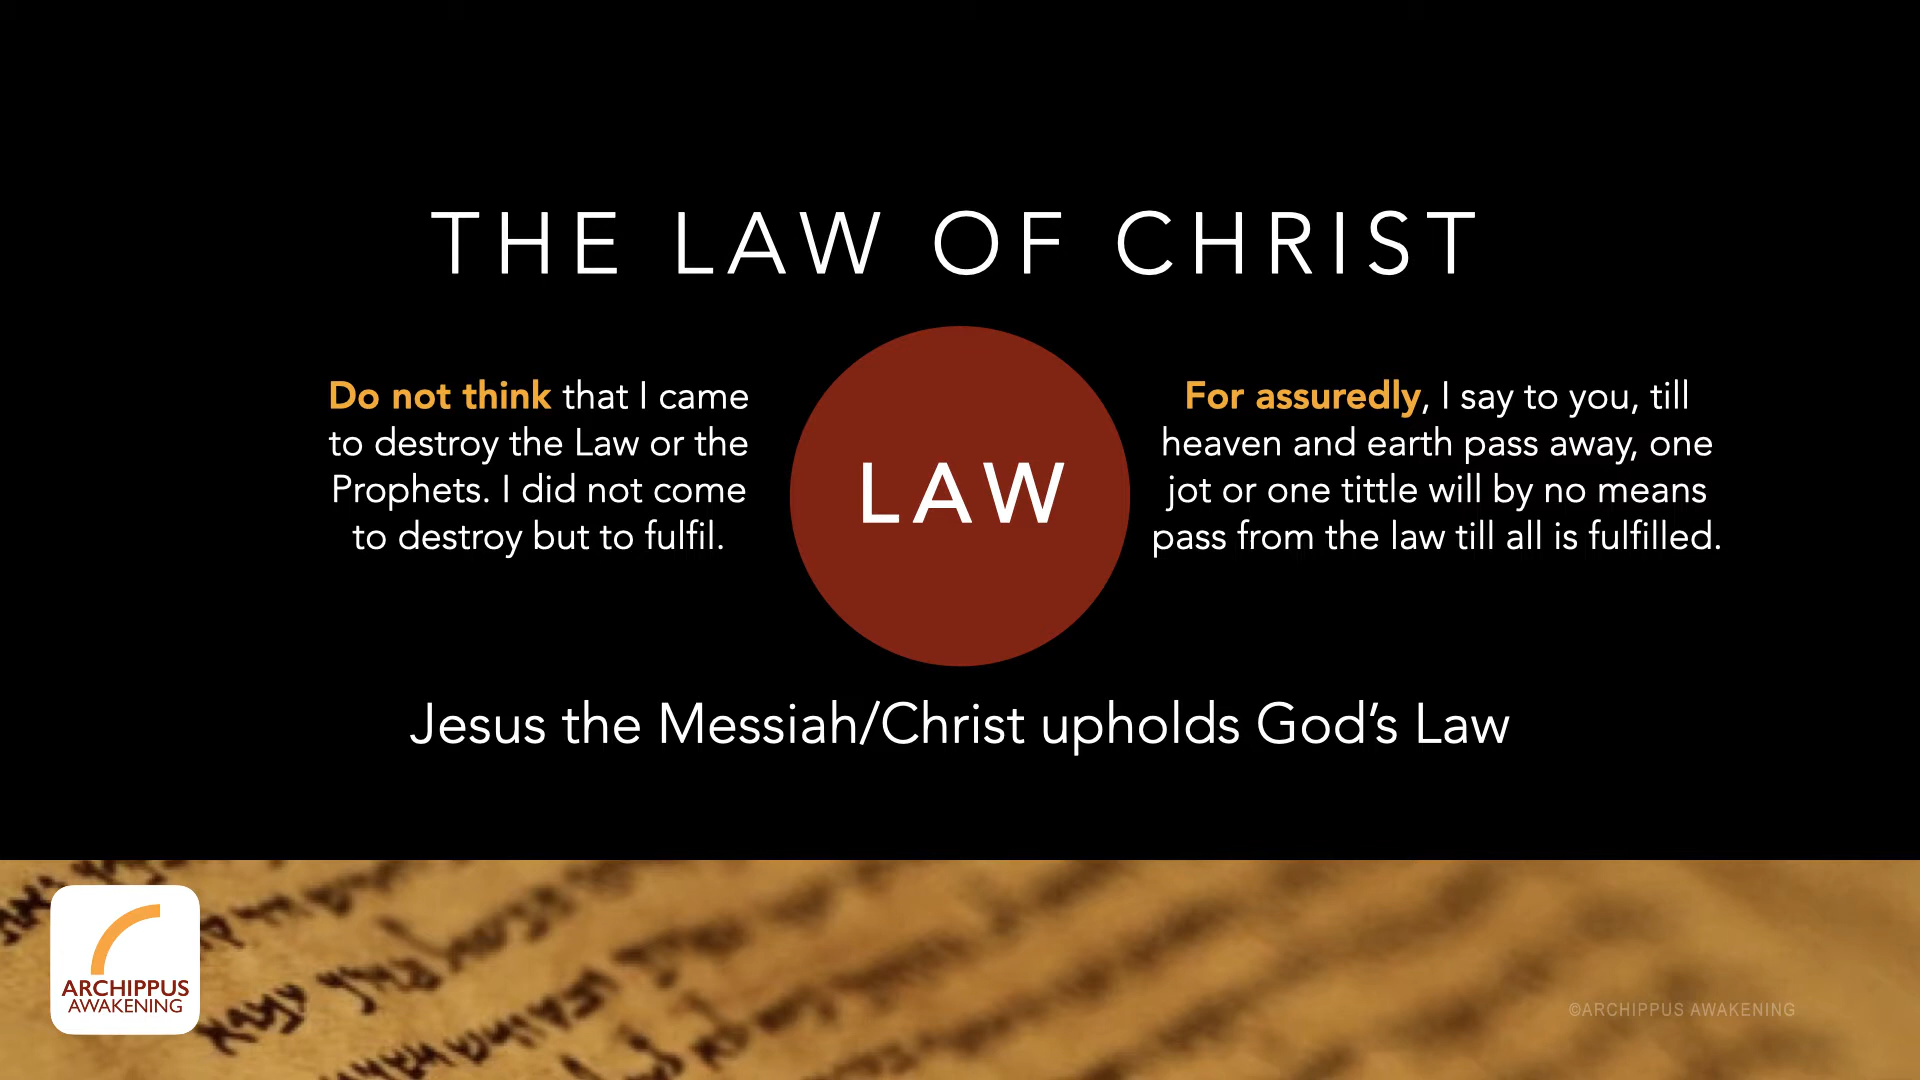 THE LAW OF CHRIST
Do not think that I came
to destroy the Law or the
Prophets. I did not come
to destroy but to fulfil.
LAW
For assuredly, I say to you, till
heaven and earth pass away, one
jot or one tittle will by no means
pass from the law till all is fulfilled.
Jesus the Messiah/Christ upholds God’s Law
ARCHIPPUS
AWAKENING
©ARCHIPPUS AWAKENING